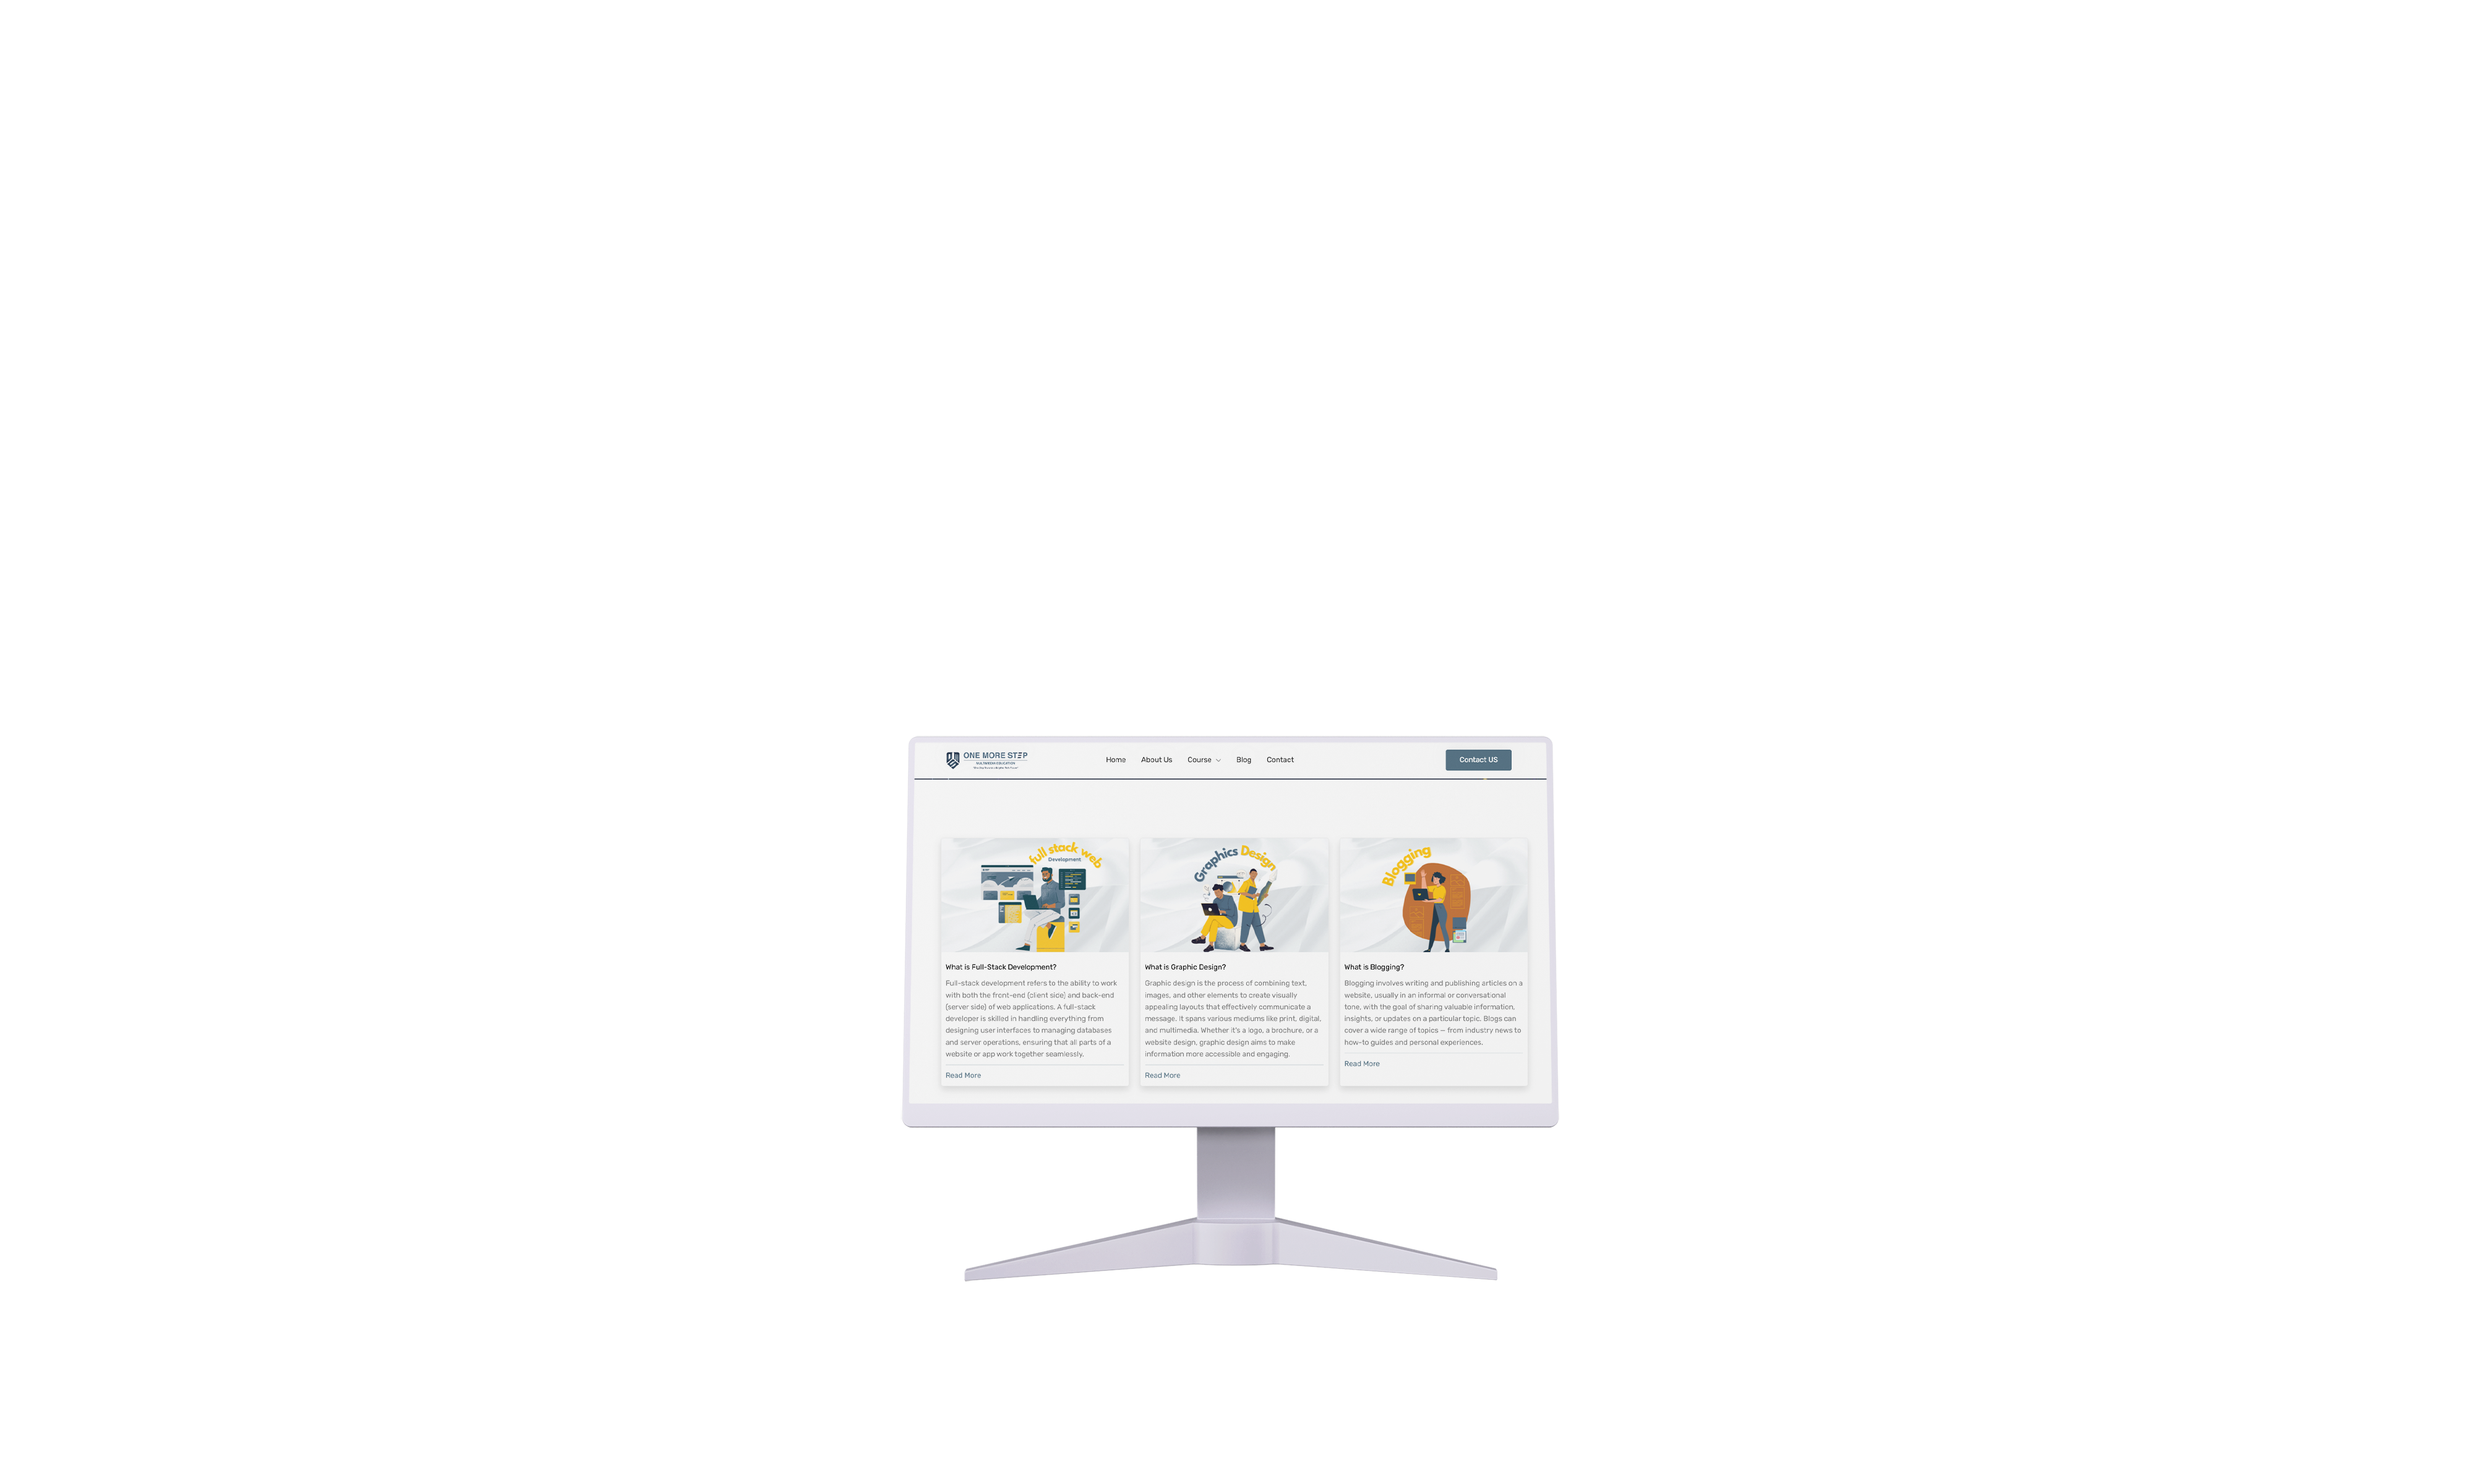 ONE MORE STEP
Home
About Us
Course
Blog
Contact
Contact US
full stack web
Development
Graphics Design
Blogging
What is Full-Stack Development?
Full-stack development refers to the ability to work
with both the front-end (client side) and back-end
(server side) of web applications. A full-stack
developer is skilled in handling everything from
designing user interfaces to managing databases
and server operations, ensuring that all parts of a
website or app work together seamlessly.
Read More
What is Graphic Design?
Graphic design is the process of combining text,
images, and other elements to create visually
appealing layouts that effectively communicate a
message. It spans various mediums like print, digital,
and multimedia. Whether it's a logo, a brochure, or a
website design, graphic design aims to make
information more accessible and engaging.
Read More
What is Blogging?
Blogging involves writing and publishing articles on a
website, usually in an informal or conversational
tone, with the goal of sharing valuable information,
insights, or updates on a particular topic. Blogs can
cover a wide range of topics — from industry news to
how-to guides and personal experiences.
Read More